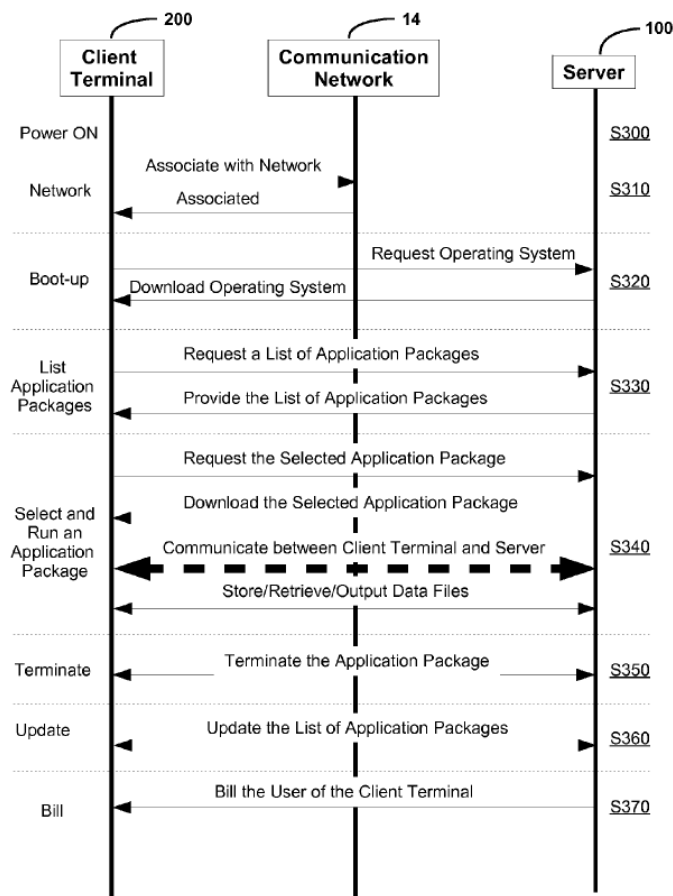 200
14
100
Client
Terminal
Communication
Network
Server
Power ON
S300
Associate with Network
Network
S310
Associated
Request Operating System
Boot-up
S320
Download Operating System
Request a List of Application Packages
List
Application
Packages
S330
Provide the List of Application Packages
Request the Selected Application Package
Download the Selected Application Package
Select and
Run an
Application
Package
Communicate between Client Terminal and Server
S340
Store/Retrieve/Output Data Files
Terminate
Terminate the Application Package
S350
Update
Update the List of Application Packages
S360
Bill
Bill the User of the Client Terminal
S370